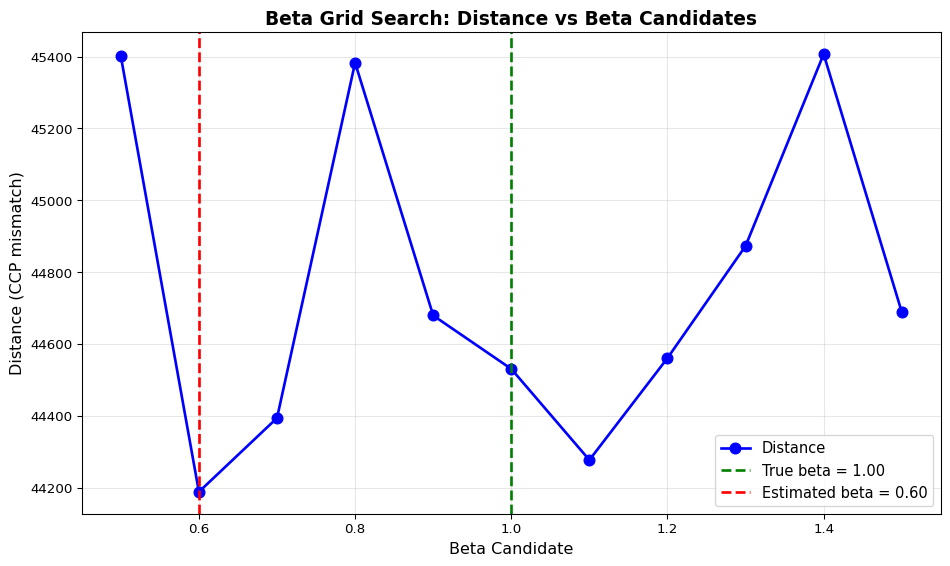 Beta Grid Search: Distance vs Beta Candidates
Distance (CCP mismatch)
45400
45200
45000
44800
44600
44400
44200
0.6
0.8
1.0
1.2
1.4
Beta Candidate
Distance
True beta = 1.00
Estimated beta = 0.60